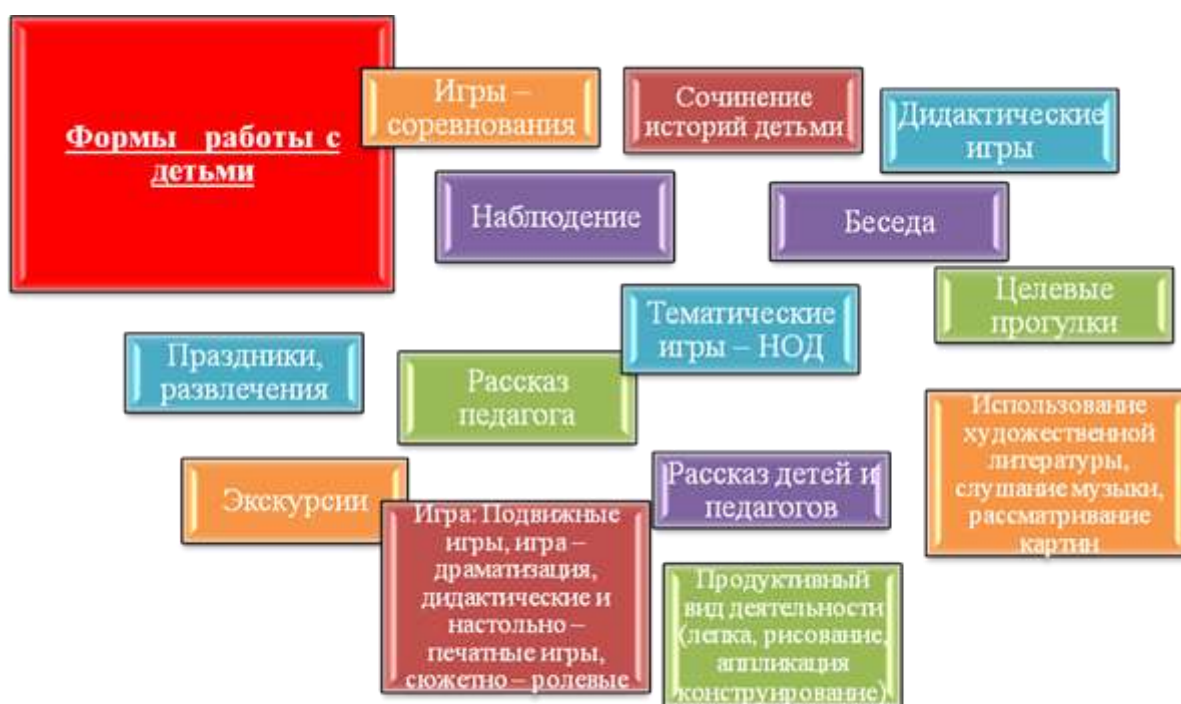 Формы работы с
детьми
Игры –
соревнования
Сочинение
историй детьми
Дидактические
игры
Наблюдение
Беседа
Целевые
прогулки
Тематические
игры – НОД
Праздники,
развлечения
Рассказ
педагога
Использование
художественной
литературы,
слушание музыки,
рассматривание
картин
Экскурсии
Рассказ детей и
педагогов
Игра: Подвижные
игры, игра –
драматизация,
дидактические и
настольно –
печатные игры,
сюжетно – ролевые
Продуктивный
вид деятельности
(лепка, рисование,
аппликация
конструирование)